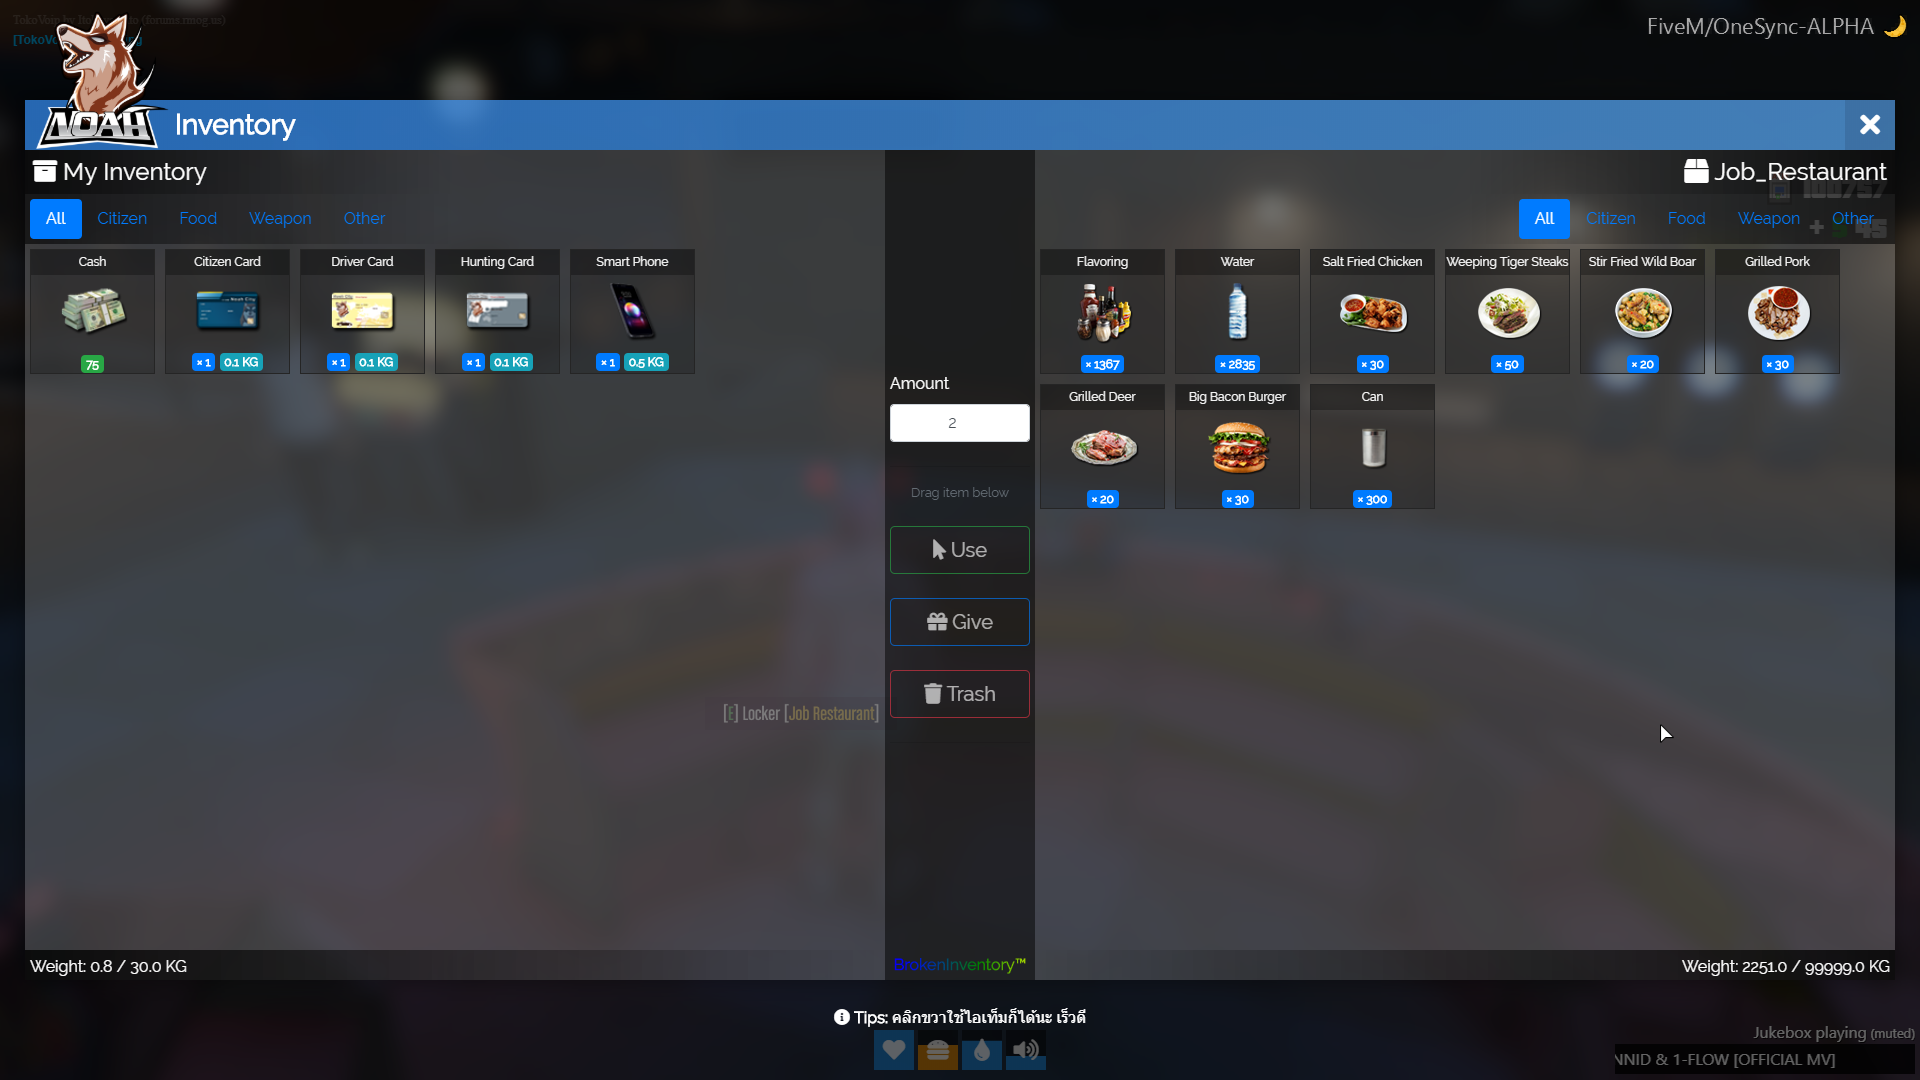 FiveM/OneSync-ALPHA
NOAH
Inventory
My Inventory
Job_Restaurant
100757
All Citizen Food Weapon Other
All Citizen Food Weapon Other
Cash
75
Citizen Card
× 1 0.1 KG
Driver Card
× 1 0.1 KG
Hunting Card
× 1 0.1 KG
Smart Phone
× 1 0.5 KG
Amount
2
Drag item below
Use
Give
Trash
[E] Locker [Job Restaurant]
BrokenInventory™
Flavoring
× 1367
Water
× 2835
Salt Fried Chicken
× 30
Weeping Tiger Steaks
× 50
Stir Fried Wild Boar
× 20
Grilled Pork
× 30
Grilled Deer
× 20
Big Bacon Burger
× 30
Can
× 300
Weight: 0.8 / 30.0 KG
Weight: 2251.0 / 99999.0 KG
Tips: คลิกขวาใช้ไอเท็มก็ได้นะ เร็วดี
Jukebox playing (muted)
NNID & 1-FLOW [OFFICIAL MV]